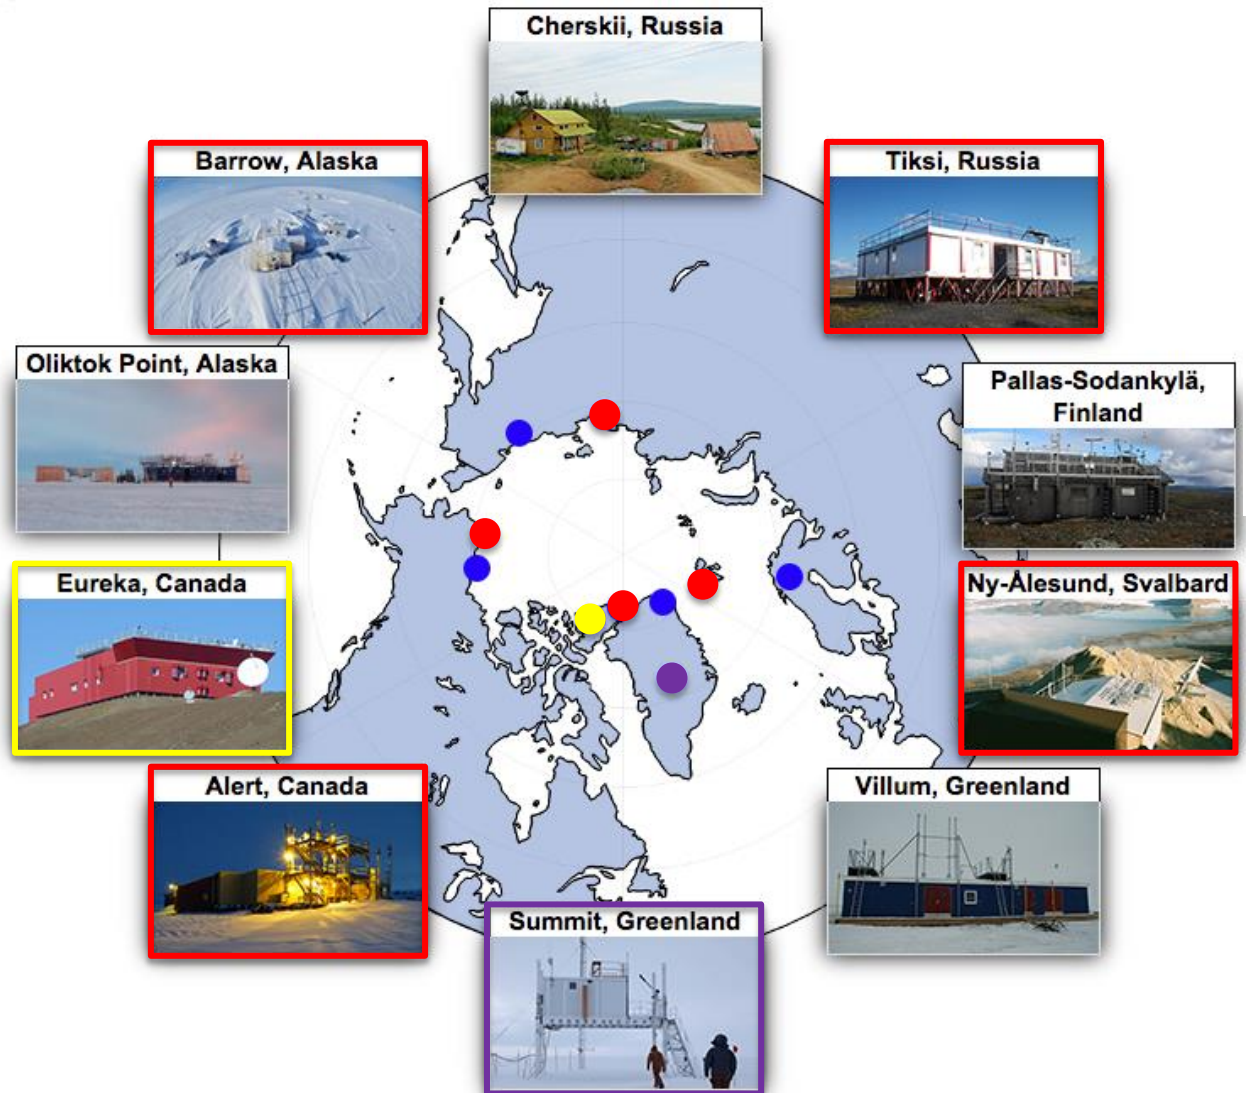 Cherskii, Russia
Barrow, Alaska
Tiksi, Russia
Oliktok Point, Alaska
Pallas-Sodankylä,
Finland
Eureka, Canada
Ny-Ålesund, Svalbard
Alert, Canada
Villum, Greenland
Summit, Greenland